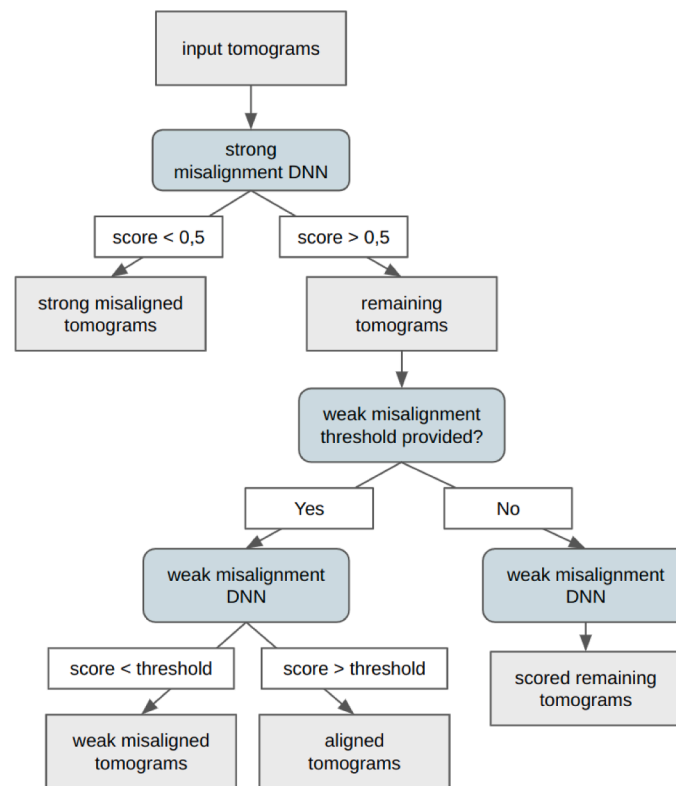 input tomograms
strong
misalignment DNN
score < 0,5
score > 0,5
strong misaligned
tomograms
remaining
tomograms
weak misalignment
threshold provided?
Yes
No
weak misalignment
DNN
weak misalignment
DNN
score < threshold
score > threshold
scored remaining
tomograms
weak misaligned
tomograms
aligned
tomograms